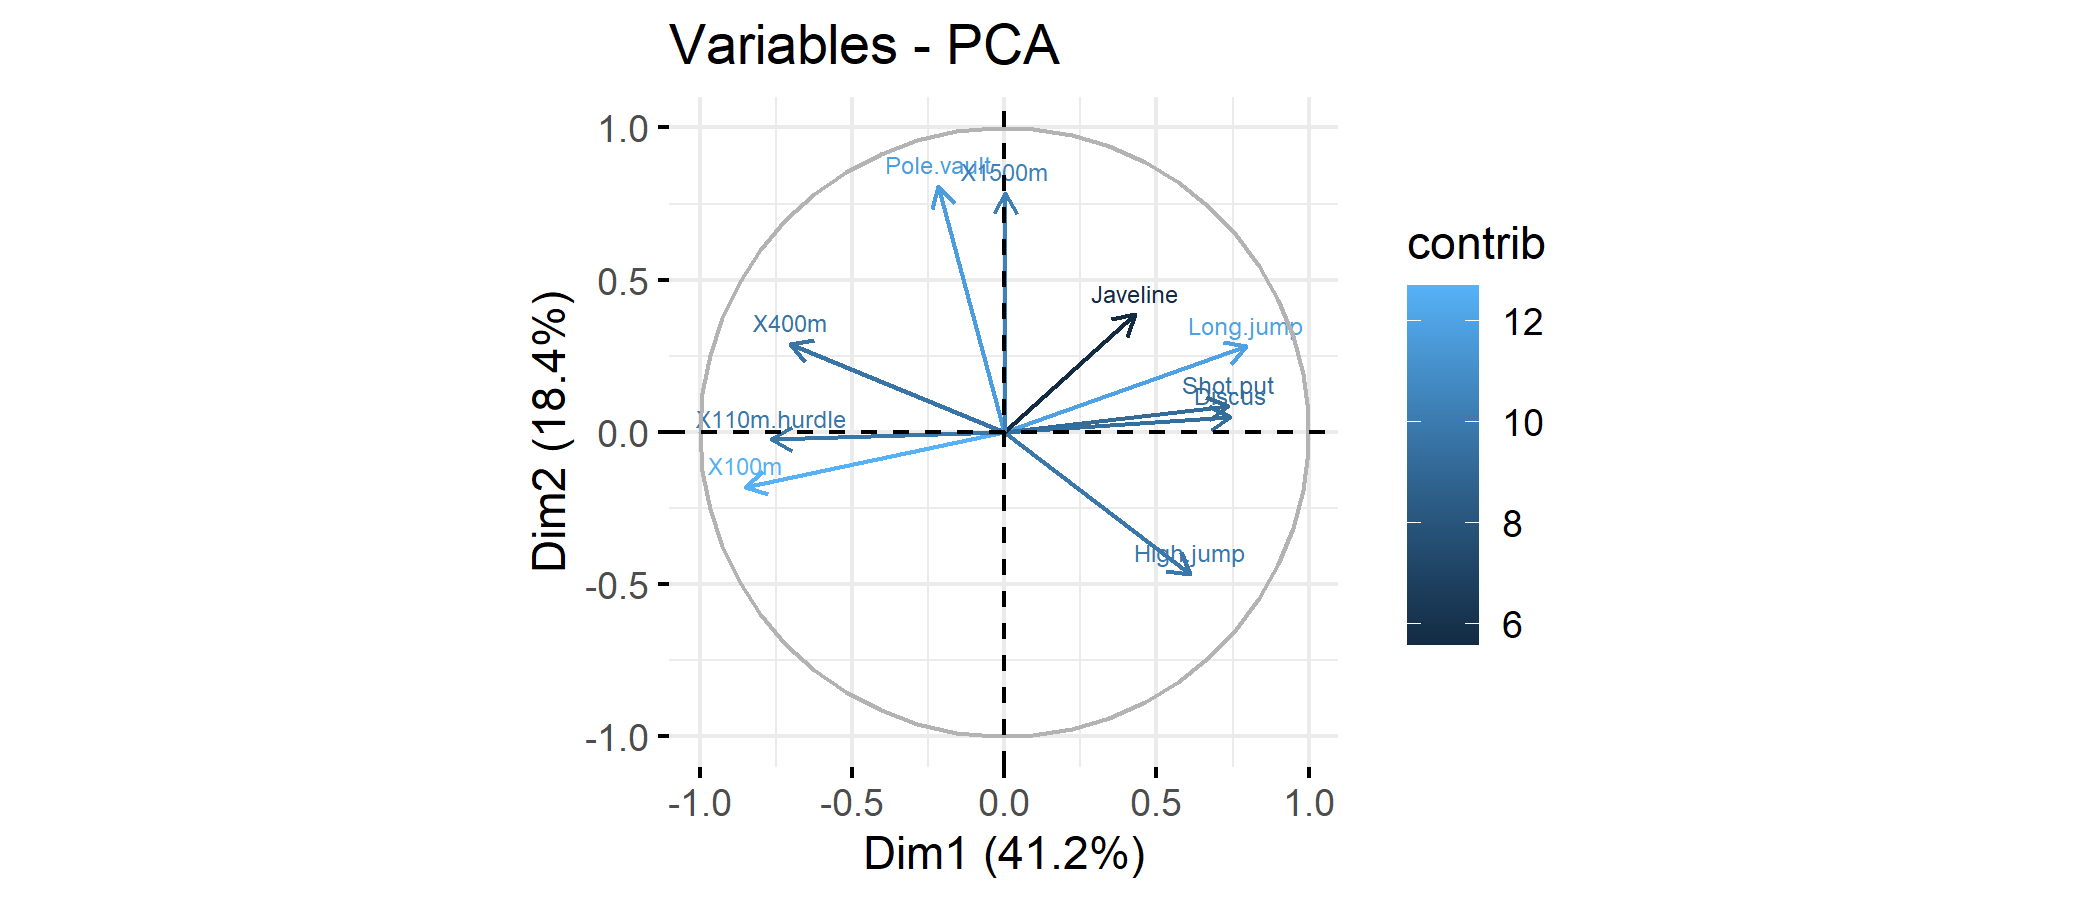 Variables - PCA
1.0
0.5
0.0
-0.5
-1.0
Dim2 (18.4%)
Pole.vault
X1500m
Javeline
X400m
Long.jump
Shot.put
Discus
X110m.hurdle
X100m
High.jump
-1.0
-0.5
0.0
0.5
1.0
Dim1 (41.2%)
contrib
12
10
8
6